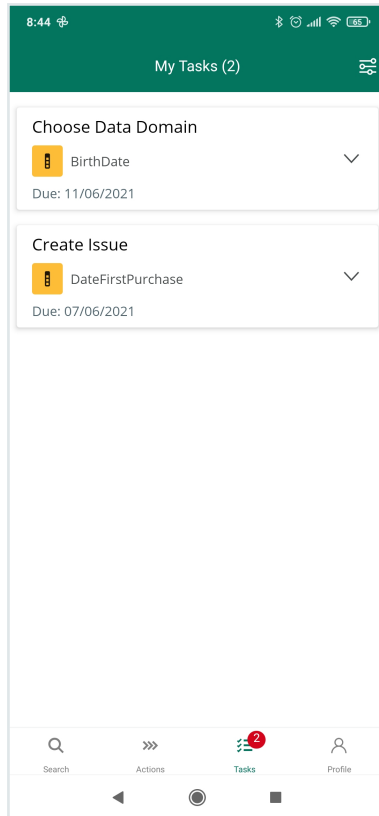 8:44
65
My Tasks (2)
Choose Data Domain
BirthDate
Due: 11/06/2021
Create Issue
DateFirstPurchase
Due: 07/06/2021
2
Search Actions Tasks Profile